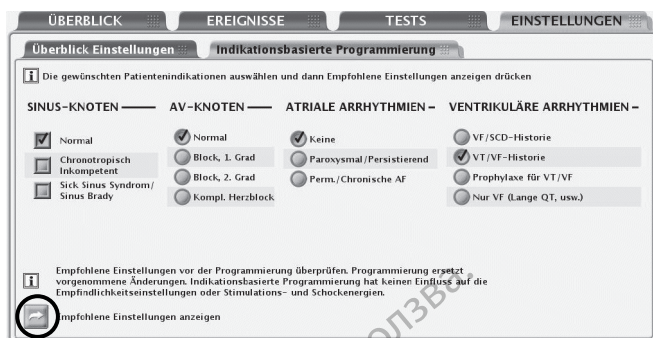 ÜBERBLICK EREIGNISSE TESTS EINSTELLUNGEN
Überblick Einstellungen Indikationsbasierte Programmierung
i Die gewünschten Patientenindikationen auswählen und dann Empfohlene Einstellungen anzeigen drücken
SINUS-KNOTEN AV-KNOTEN ATRIALE ARRHYTHMIEN VENTRIKULÄRE ARRHYTHMIEN
Normal Normal Keine VF/SCD-Historie
Chronotropisch Inkompetent Block, 1. Grad Paroxysmal/Persistierend VT/VF-Historie
Sick Sinus Syndrom/ Sinus Brady Block, 2. Grad Perm./Chronische AF Prophylaxe für VT/VF
Kompl. Herzblock Nur VF (Lange QT, usw.)
i Empfohlene Einstellungen vor der Programmierung überprüfen. Programmierung ersetzt
vorgenommene Änderungen. Indikationsbasierte Programmierung hat keinen Einfluss auf die
Empfindlichkeitseinstellungen oder Stimulations- und Schockenergien.
Empfohlene Einstellungen anzeigen